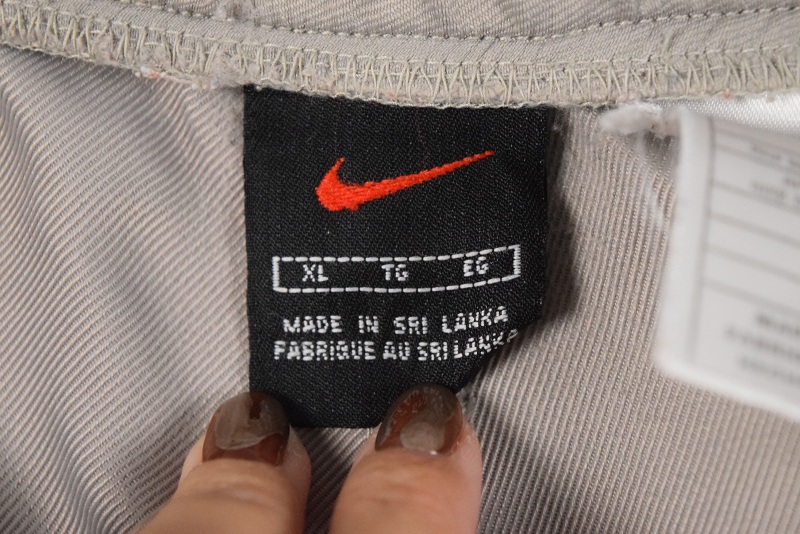 XL TG EG
MADE IN SRI LANKA
FABRIQUE AU SRI LANKA